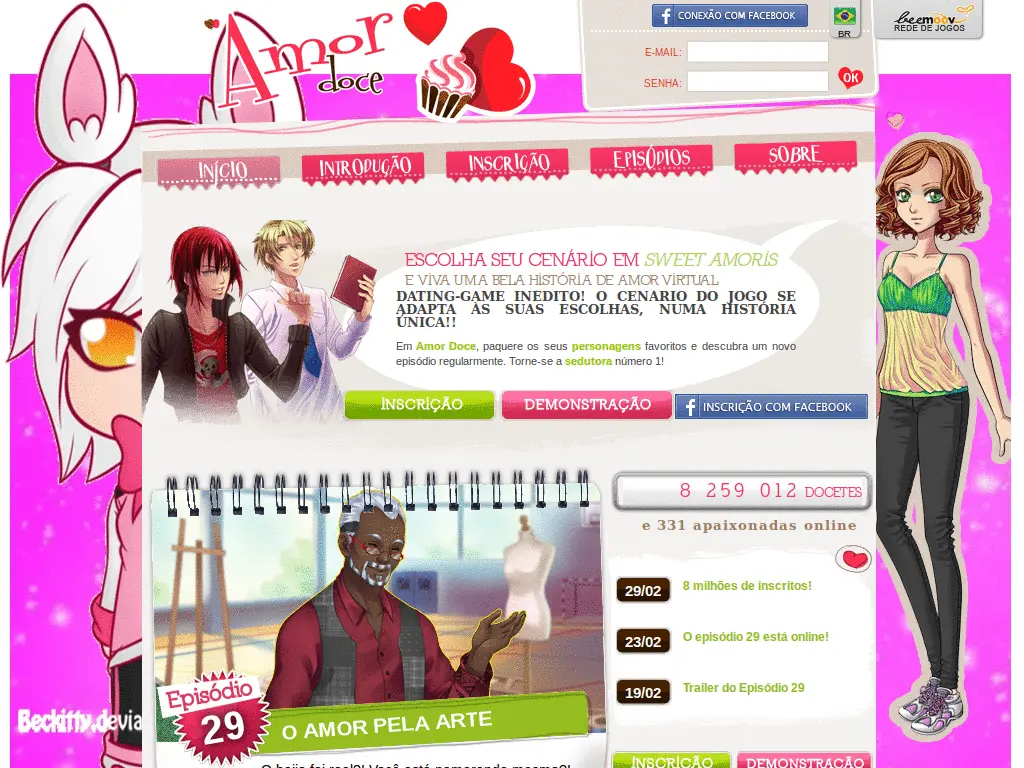 Amor
doce
CONEXÃO COM FACEBOOK
BR
beemoov
REDE DE JOGOS
E-MAIL:
SENHA:
OK
INÍCIO
INTRODUÇÃO
INSCRIÇÃO
EPISÓDIOS
SOBRE
ESCOLHA SEU CENÁRIO EM SWEET AMORIS
E VIVA UMA BELA HISTÓRIA DE AMOR VIRTUAL
DATING-GAME INÉDITO! O CENÁRIO DO JOGO SE
ADAPTA ÀS SUAS ESCOLHAS, NUMA HISTÓRIA
ÚNICA!!
Em Amor Doce, paquere os seus personagens favoritos e descubra um novo
episódio regularmente. Torne-se a sedutora número 1!
INSCRIÇÃO
DEMONSTRAÇÃO
INSCRIÇÃO COM FACEBOOK
8 259 012 DOCETES
e 331 apaixonadas online
29/02
8 milhões de inscritos!
23/02
O episódio 29 está online!
19/02
Trailer do Episódio 29
Episódio
29
O AMOR PELA ARTE
O beijo foi real?! Você está namorando mesmo?!
INSCRIÇÃO
DEMONSTRAÇÃO
Beckitty.devia